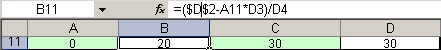 B11 fx =($D$2-A11*D3)/D4
A B C D
11 0 20 30 30